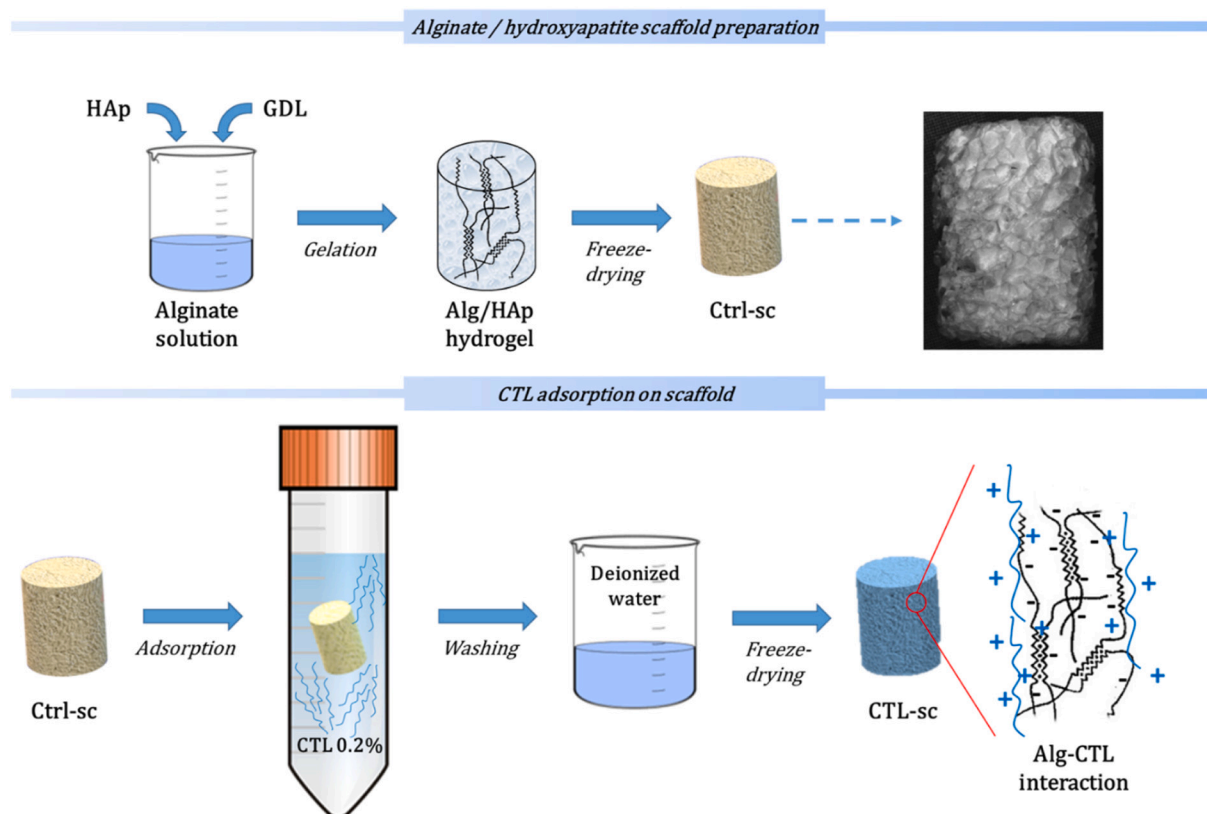 Alginate / hydroxyapatite scaffold preparation
HAp
GDL
Gelation
Freeze-
drying
Alginate
solution
Alg/HAp
hydrogel
Ctrl-sc
CTL adsorption on scaffold
Ctrl-sc
Adsorption
CTL 0.2%
Washing
Deionized
water
Freeze-
drying
CTL-sc
+
+
+
+
+
+
+
+
+
+
+
-
-
-
-
-
-
-
-
-
-
-
Alg-CTL
interaction